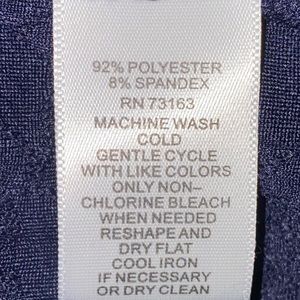 92% POLYESTER
8% SPANDEX
RN 73163
MACHINE WASH
COLD
GENTLE CYCLE
WITH LIKE COLORS
ONLY NON-
CHLORINE BLEACH
WHEN NEEDED
RESHAPE AND
DRY FLAT
COOL IRON
IF NECESSARY
OR DRY CLEAN